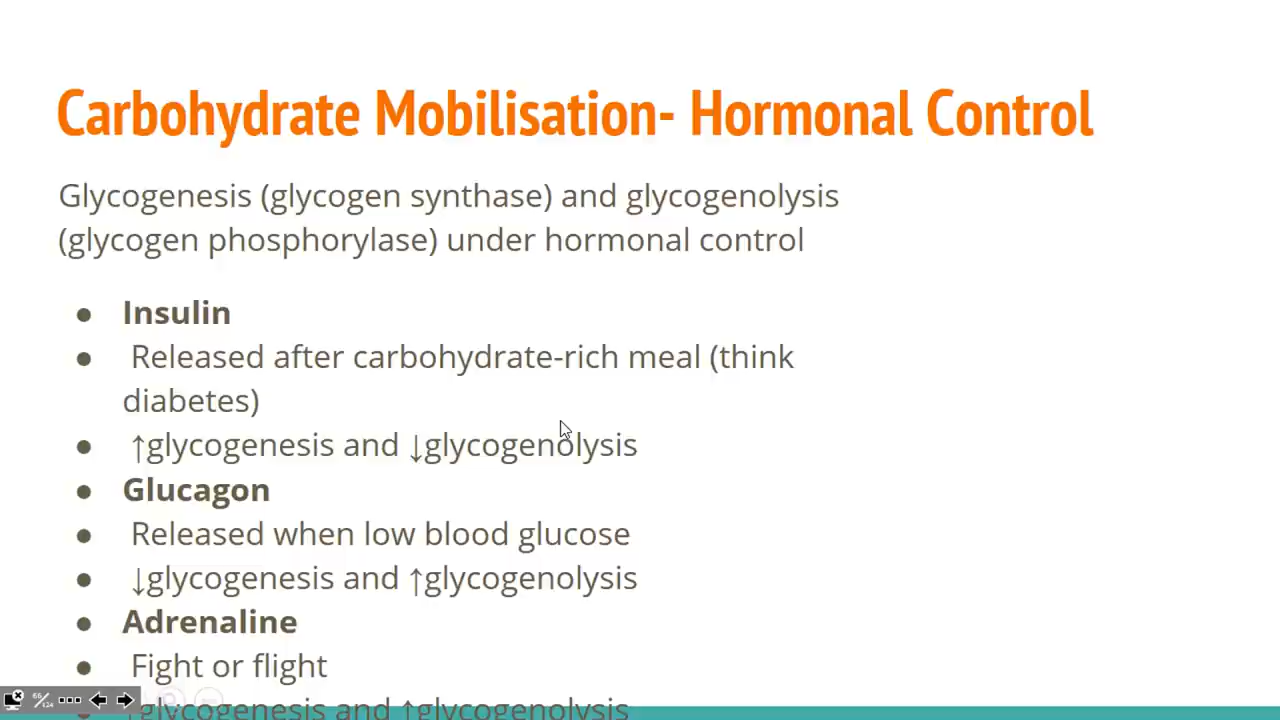 Carbohydrate Mobilisation- Hormonal Control
Glycogenesis (glycogen synthase) and glycogenolysis
(glycogen phosphorylase) under hormonal control
● Insulin
● Released after carbohydrate-rich meal (think
diabetes)
● ↑glycogenesis and ↓glycogenolysis
● Glucagon
● Released when low blood glucose
● ↓glycogenesis and ↑glycogenolysis
● Adrenaline
● Fight or flight
glycogenesis and ↑glycogenolysis
66/124